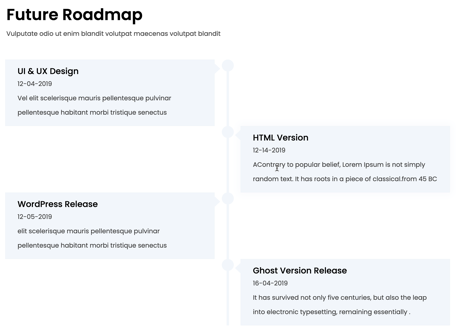 Future Roadmap
Vulputate odio ut enim blandit volutpat maecenas volutpat blandit
UI & UX Design
12-04-2019
Vel elit scelerisque mauris pellentesque pulvinar
pellentesque habitant morbi tristique senectus
HTML Version
12-14-2019
AContrary to popular belief, Lorem Ipsum is not simply
random text. It has roots in a piece of classical.from 45 BC
WordPress Release
12-05-2019
elit scelerisque mauris pellentesque pulvinar
pellentesque habitant morbi tristique senectus
Ghost Version Release
16-04-2019
It has survived not only five centuries, but also the leap
into electronic typesetting, remaining essentially .